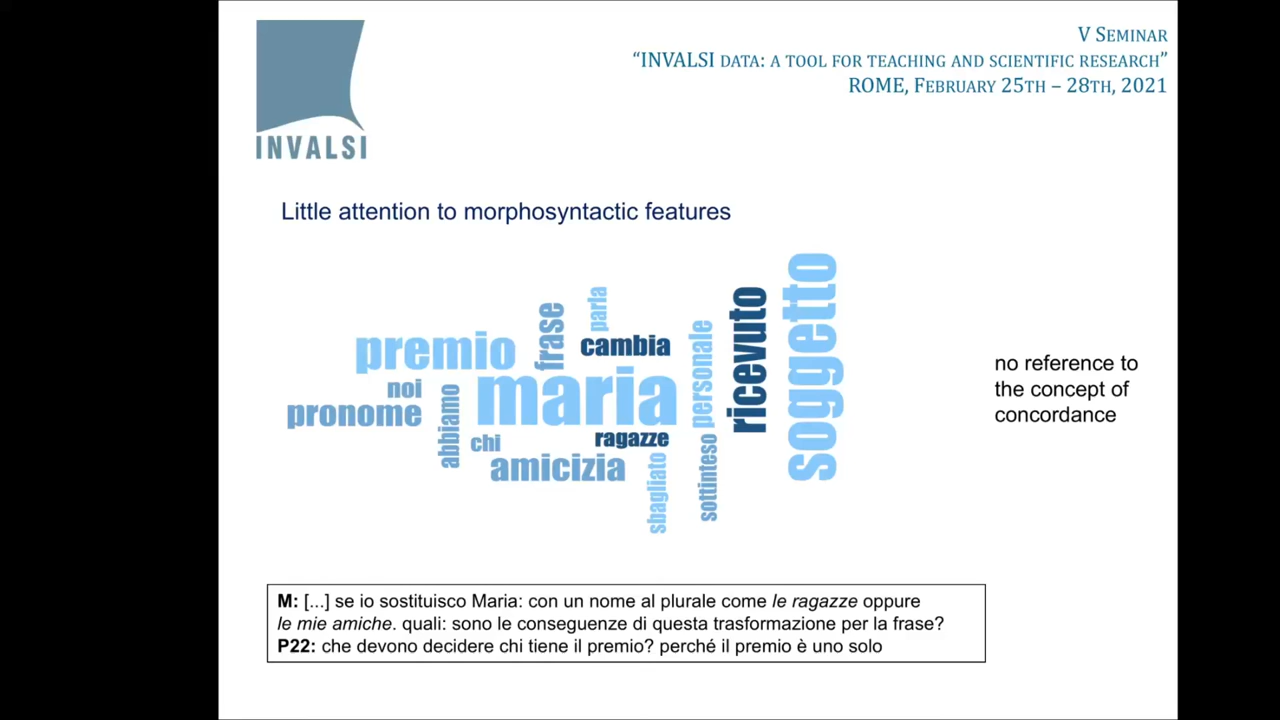 V Seminar
“INVALSI data: a tool for teaching and scientific research”
ROME, February 25th – 28th, 2021
INVALSI
Little attention to morphosyntactic features
premio
frase
parla
cambia
noi
pronome
abbiamo
maria
chi
ragazze
amicizia
sbagliato
personale
sottinteso
ricevuto
soggetto
no reference to
the concept of
concordance
M: [...] se io sostituisco Maria: con un nome al plurale come le ragazze oppure
le mie amiche. quali: sono le conseguenze di questa trasformazione per la frase?
P22: che devono decidere chi tiene il premio? perché il premio è uno solo